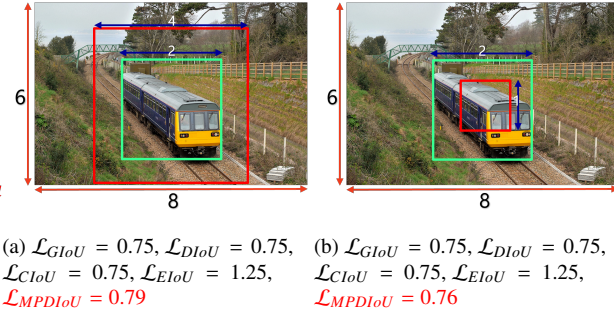 4
2
6
8
2
6
8
(a) ℒGIoU = 0.75, ℒDIoU = 0.75,
ℒCIoU = 0.75, ℒEIoU = 1.25,
ℒMPDIoU = 0.79
(b) ℒGIoU = 0.75, ℒDIoU = 0.75,
ℒCIoU = 0.75, ℒEIoU = 1.25,
ℒMPDIoU = 0.76